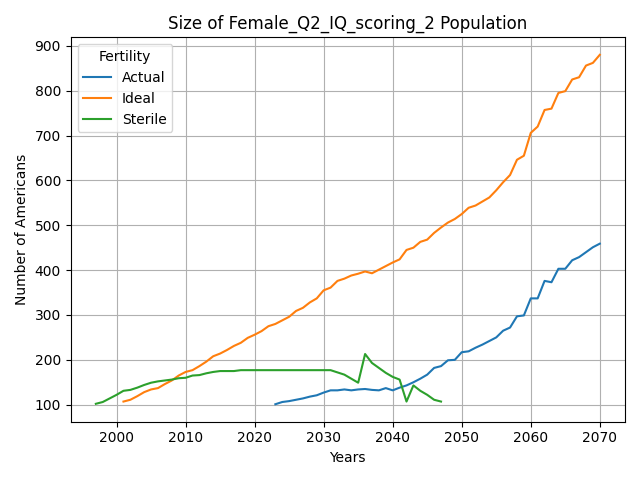 Size of Female_Q2_IQ_scoring_2 Population
Fertility
Actual
Ideal
Sterile
Number of Americans
900
800
700
600
500
400
300
200
100
2000 2010 2020 2030 2040 2050 2060 2070
Years